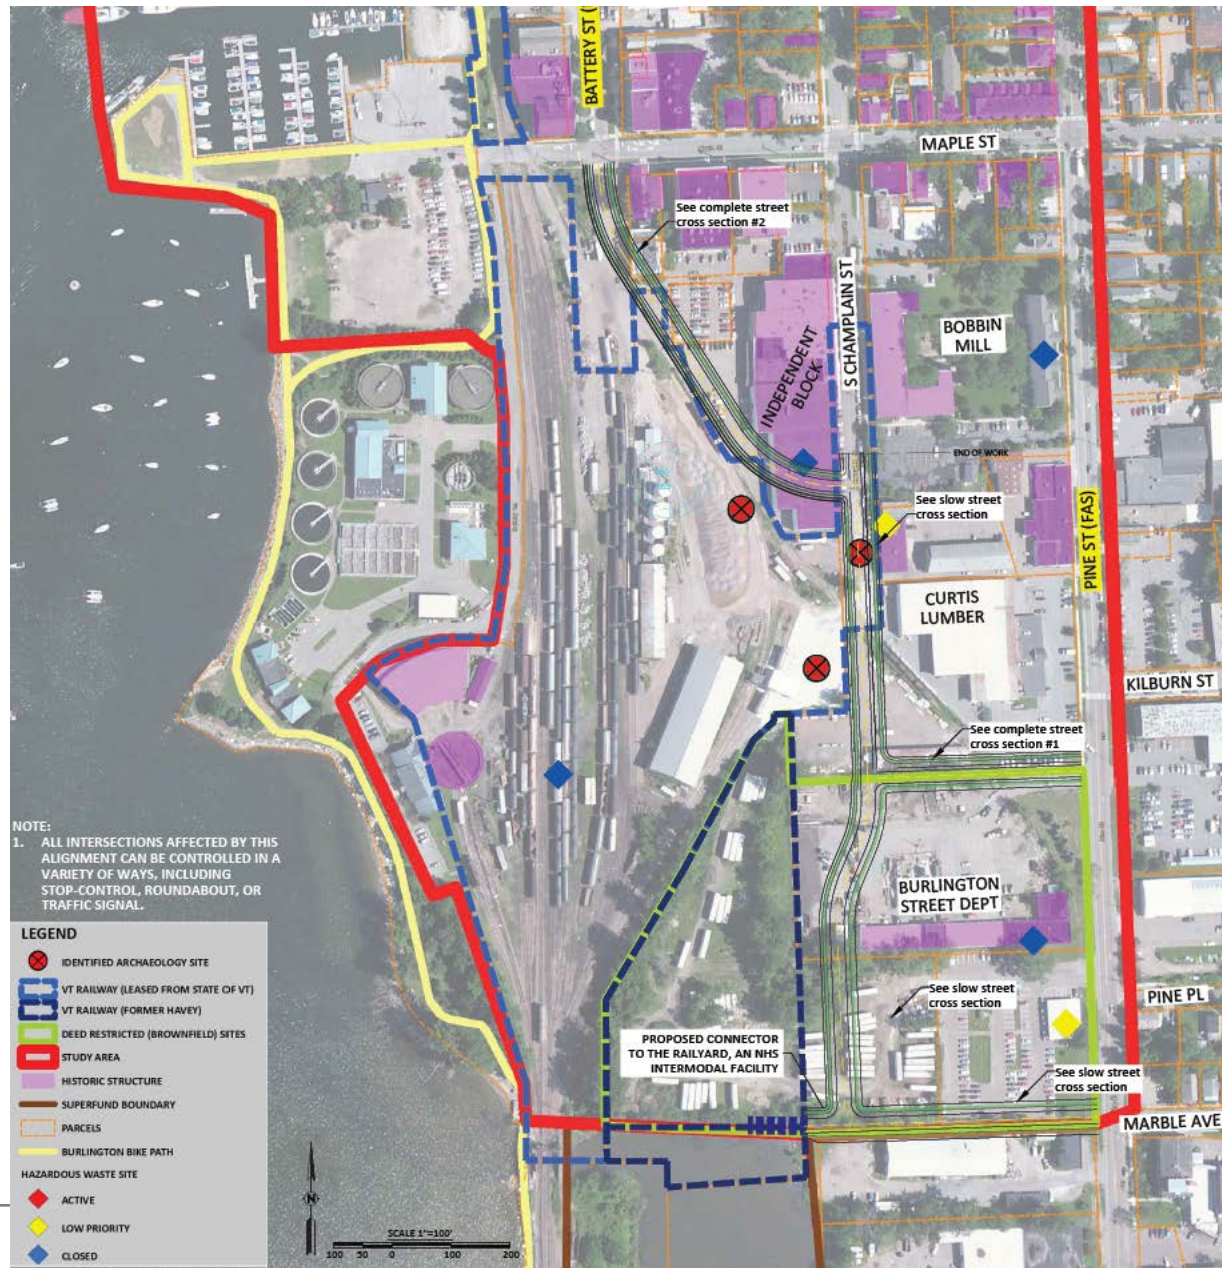 BATTERY ST (
MAPLE ST
See complete street
cross section #2
S CHAMPLAIN ST
BOBBIN
MILL
INDEPENDENT
BLOCK
END OF WORK
See slow street
cross section
PINE ST (FAS)
CURTIS
LUMBER
KILBURN ST
See complete street
cross section #1
NOTE:
1. ALL INTERSECTIONS AFFECTED BY THIS
ALIGNMENT CAN BE CONTROLLED IN A
VARIETY OF WAYS, INCLUDING
STOP-CONTROL, ROUNDABOUT, OR
TRAFFIC SIGNAL.
BURLINGTON
STREET DEPT
See slow street
cross section
PINE PL
PROPOSED CONNECTOR
TO THE RAILYARD, AN NHS
INTERMODAL FACILITY
See slow street
cross section
MARBLE AVE
LEGEND
IDENTIFIED ARCHAEOLOGY SITE
VT RAILWAY (LEASED FROM STATE OF VT)
VT RAILWAY (FORMER HAVEY)
DEED RESTRICTED (BROWNFIELD) SITES
STUDY AREA
HISTORIC STRUCTURE
SUPERFUND BOUNDARY
PARCELS
BURLINGTON BIKE PATH
HAZARDOUS WASTE SITE
ACTIVE
LOW PRIORITY
CLOSED
N
SCALE 1"=100'
100 50 0 100 200